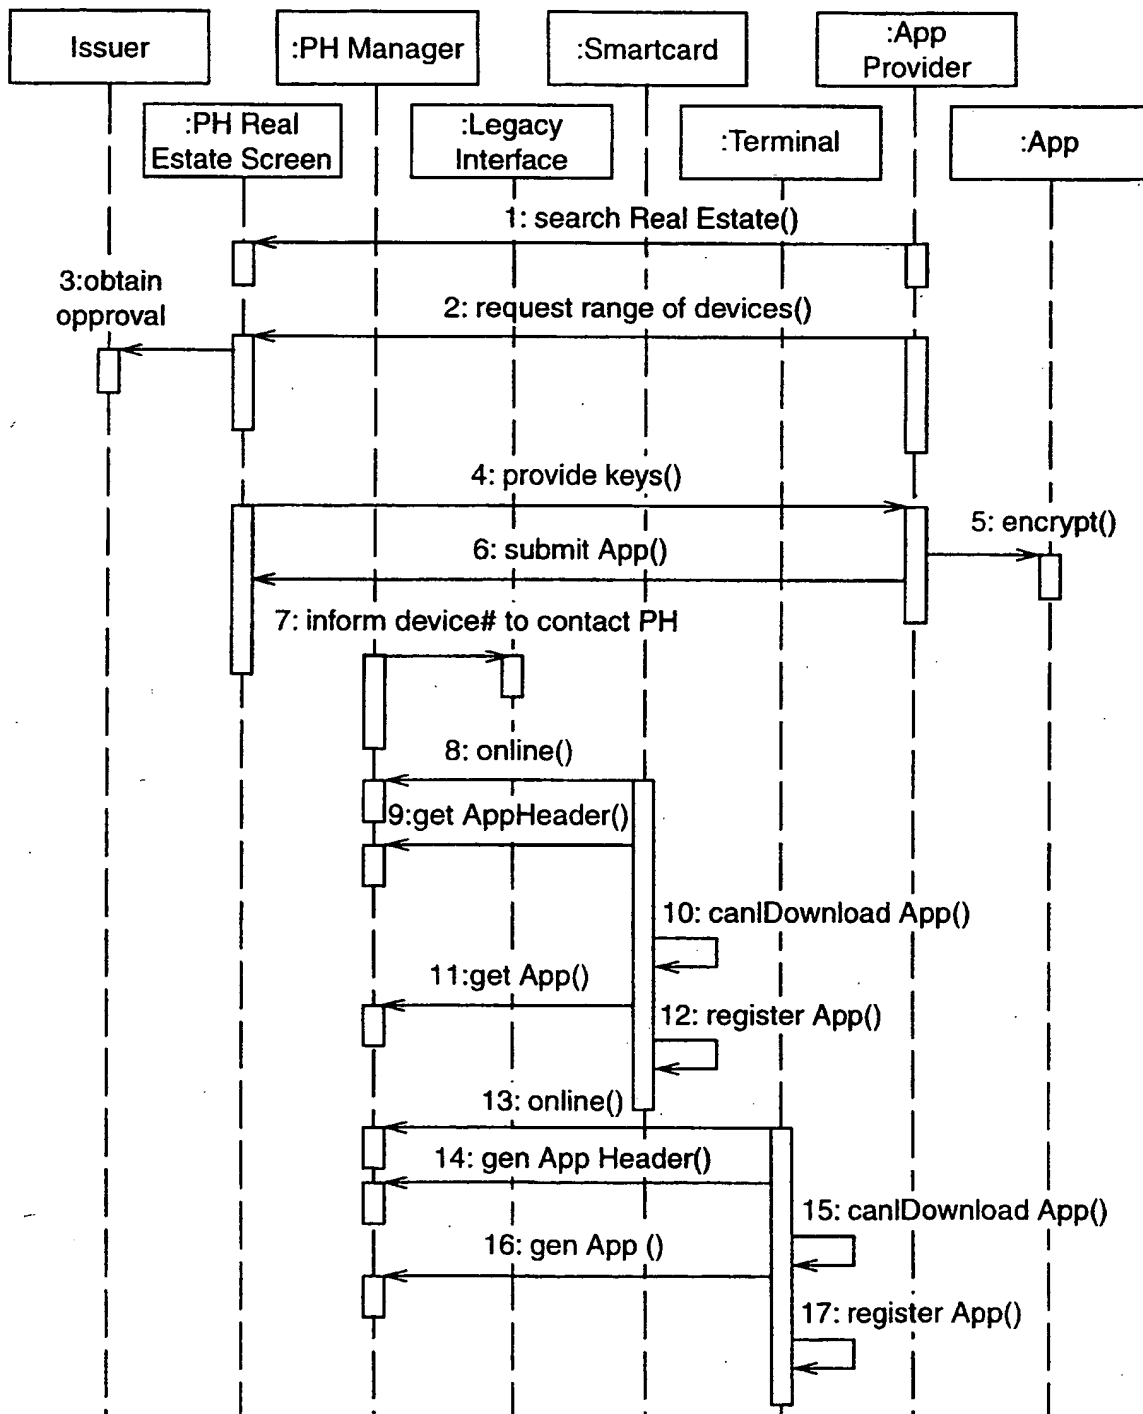 Issuer
:PH Manager
:Smartcard
:App
Provider
:PH Real
Estate Screen
:Legacy
Interface
:Terminal
:App
1: search Real Estate()
3:obtain
opproval
2: request range of devices()
4: provide keys()
5: encrypt()
6: submit App()
7: inform device# to contact PH
8: online()
9:get AppHeader()
10: canIDownload App()
11:get App()
12: register App()
13: online()
14: gen App Header()
15: canIDownload App()
16: gen App ()
17: register App()